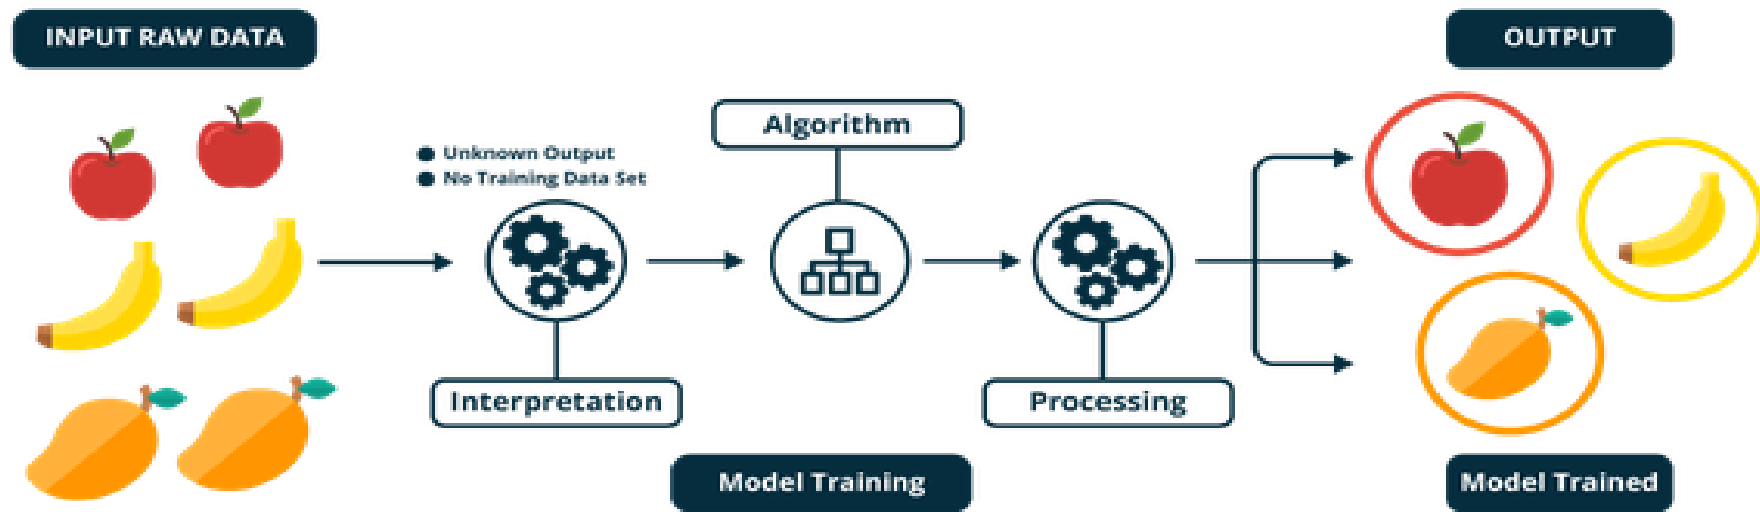 INPUT RAW DATA
OUTPUT
Algorithm
Unknown Output
No Training Data Set
Interpretation
Processing
Model Training
Model Trained